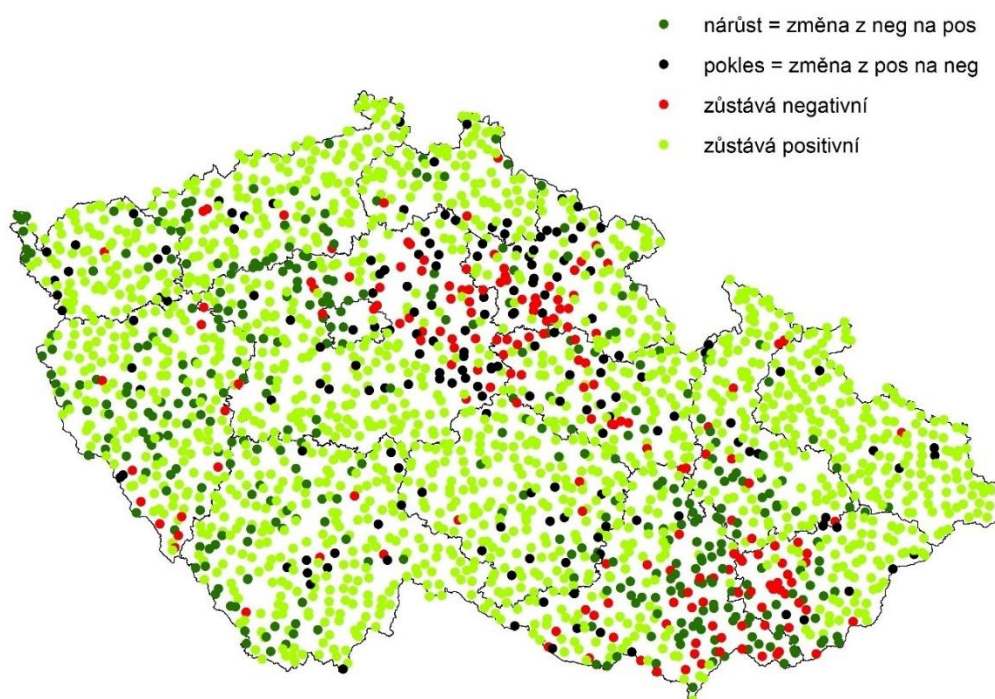 nárůst = změna z neg na pos
pokles = změna z pos na neg
zůstává negativní
zůstává positivní